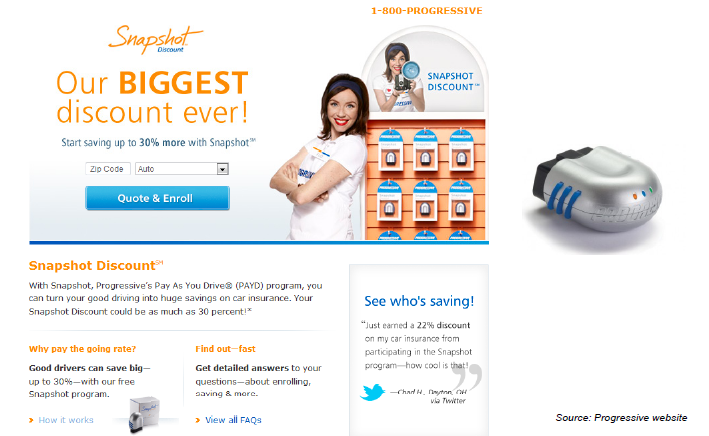 1-800-PROGRESSIVE
Snapshot
Discount
Our BIGGEST
discount ever!
Start saving up to 30% more with Snapshot℠
Zip Code
Auto
Quote & Enroll
SNAPSHOT
DISCOUNT℠
Snapshot Discount℠
With Snapshot, Progressive's Pay As You Drive® (PAYD) program, you
can turn your good driving into huge savings on car insurance. Your
Snapshot Discount could be as much as 30 percent!*
Why pay the going rate?
Good drivers can save big—
up to 30%—with our free
Snapshot program.
» How it works
Snapshot
Find out—fast
Get detailed answers to your
questions—about enrolling,
saving & more.
» View all FAQs
See who's saving!
“Just earned a 22% discount
on my car insurance from
participating in the Snapshot
program—how cool is that!
”
—Chad H., Dayton, OH
via Twitter
Source: Progressive website